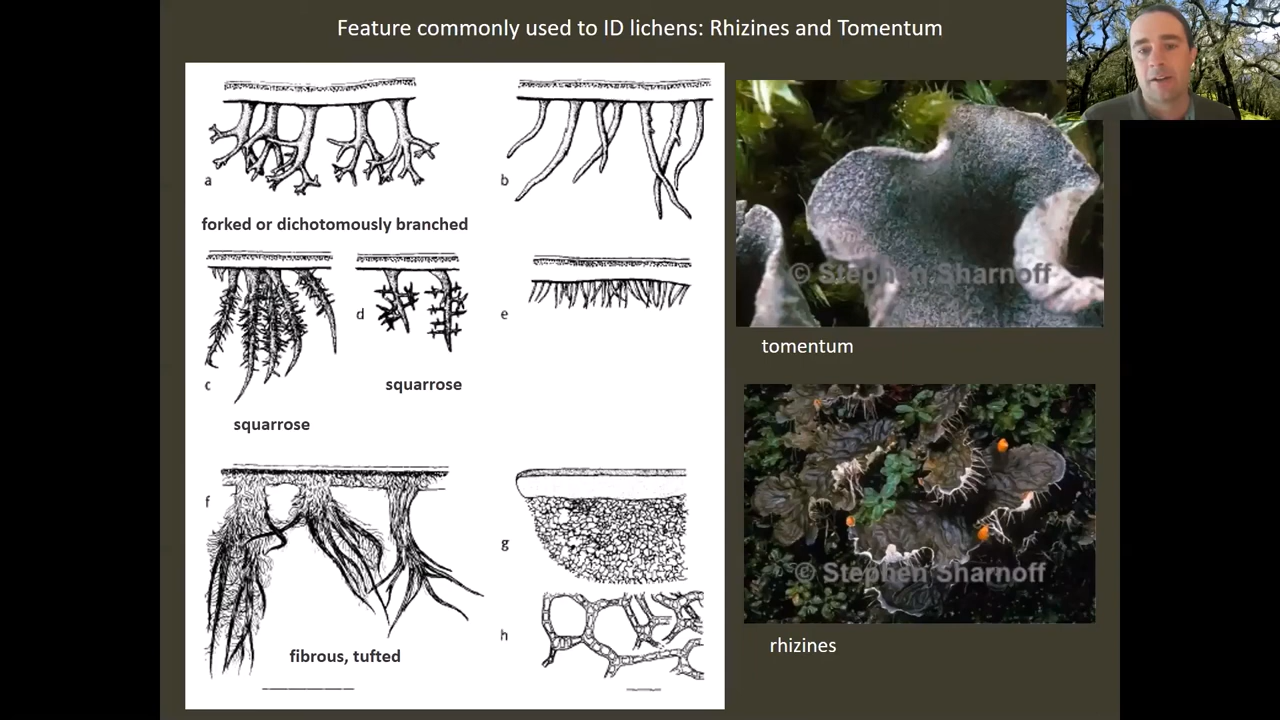 Feature commonly used to ID lichens: Rhizines and Tomentum
a
b
forked or dichotomously branched
c
d
e
squarrose
squarrose
f
g
h
fibrous, tufted
© Stephen Sharnoff
tomentum
© Stephen Sharnoff
rhizines